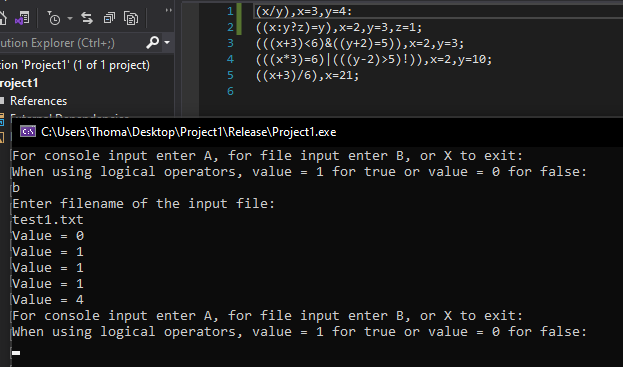 ution Explorer (Ctrl+;)
ion 'Project1' (1 of 1 project)
roject1
References
External Dependencies
1 (x/y),x=3,y=4:
2 ((x:y?z)=y),x=2,y=3,z=1;
3 (((x+3)<6)&((y+2)=5)),x=2,y=3;
4 (((x*3)=6)|(((y-2)>5)!)),x=2,y=10;
5 ((x+3)/6),x=21;
6
C:\Users\Thoma\Desktop\Project1\Release\Project1.exe
For console input enter A, for file input enter B, or X to exit:
When using logical operators, value = 1 for true or value = 0 for false:
b
Enter filename of the input file:
test1.txt
Value = 0
Value = 1
Value = 1
Value = 1
Value = 4
For console input enter A, for file input enter B, or X to exit:
When using logical operators, value = 1 for true or value = 0 for false: